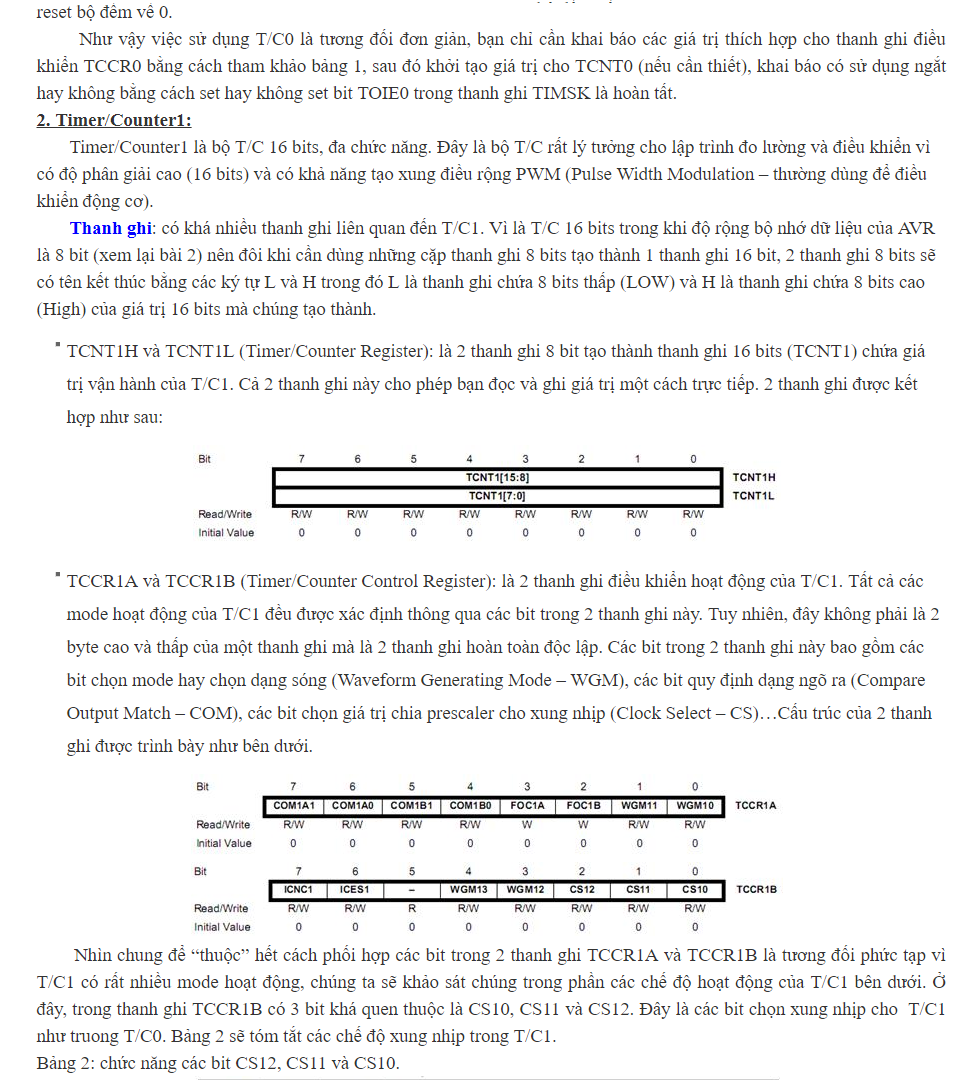 reset bộ đếm về 0.
Như vậy việc sử dụng T/C0 là tương đối đơn giản, bạn chỉ cần khai báo các giá trị thích hợp cho thanh ghi điều
khiển TCCR0 bằng cách tham khảo bảng 1, sau đó khởi tạo giá trị cho TCNT0 (nếu cần thiết), khai báo có sử dụng ngắt
hay không bằng cách set hay không set bit TOIE0 trong thanh ghi TIMSK là hoàn tất.
2. Timer/Counter1:
Timer/Counter1 là bộ T/C 16 bits, đa chức năng. Đây là bộ T/C rất lý tưởng cho lập trình đo lường và điều khiển vì
có độ phân giải cao (16 bits) và có khả năng tạo xung điều rộng PWM (Pulse Width Modulation – thường dùng để điều
khiển động cơ).
Thanh ghi: có khá nhiều thanh ghi liên quan đến T/C1. Vì là T/C 16 bits trong khi độ rộng bộ nhớ dữ liệu của AVR
là 8 bit (xem lại bài 2) nên đôi khi cần dùng những cặp thanh ghi 8 bits tạo thành 1 thanh ghi 16 bit, 2 thanh ghi 8 bits sẽ
có tên kết thúc bằng các ký tự L và H trong đó L là thanh ghi chứa 8 bits thấp (LOW) và H là thanh ghi chứa 8 bits cao
(High) của giá trị 16 bits mà chúng tạo thành.
▪ TCNT1H và TCNT1L (Timer/Counter Register): là 2 thanh ghi 8 bit tạo thành thanh ghi 16 bits (TCNT1) chứa giá
trị vận hành của T/C1. Cả 2 thanh ghi này cho phép bạn đọc và ghi giá trị một cách trực tiếp. 2 thanh ghi được kết
hợp như sau:
Bit 7 6 5 4 3 2 1 0
TCNT1[15:8] TCNT1H
TCNT1[7:0] TCNT1L
Read/Write R/W R/W R/W R/W R/W R/W R/W R/W
Initial Value 0 0 0 0 0 0 0 0
▪ TCCR1A và TCCR1B (Timer/Counter Control Register): là 2 thanh ghi điều khiển hoạt động của T/C1. Tất cả các
mode hoạt động của T/C1 đều được xác định thông qua các bit trong 2 thanh ghi này. Tuy nhiên, đây không phải là 2
byte cao và thấp của một thanh ghi mà là 2 thanh ghi hoàn toàn độc lập. Các bit trong 2 thanh ghi này bao gồm các
bit chọn mode hay chọn dạng sóng (Waveform Generating Mode – WGM), các bit quy định dạng ngõ ra (Compare
Output Match – COM), các bit chọn giá trị chia prescaler cho xung nhịp (Clock Select – CS)…Cấu trúc của 2 thanh
ghi được trình bày như bên dưới.
Bit 7 6 5 4 3 2 1 0
COM1A1 COM1A0 COM1B1 COM1B0 FOC1A FOC1B WGM11 WGM10 TCCR1A
Read/Write R/W R/W R/W R/W W W R/W R/W
Initial Value 0 0 0 0 0 0 0 0
Bit 7 6 5 4 3 2 1 0
ICNC1 ICES1 – WGM13 WGM12 CS12 CS11 CS10 TCCR1B
Read/Write R/W R/W R R/W R/W R/W R/W R/W
Initial Value 0 0 0 0 0 0 0 0
Nhìn chung để “thuộc” hết cách phối hợp các bit trong 2 thanh ghi TCCR1A và TCCR1B là tương đối phức tạp vì
T/C1 có rất nhiều mode hoạt động, chúng ta sẽ khảo sát chúng trong phần các chế độ hoạt động của T/C1 bên dưới. Ở
đây, trong thanh ghi TCCR1B có 3 bit khá quen thuộc là CS10, CS11 và CS12. Đây là các bit chọn xung nhịp cho T/C1
như truong T/C0. Bảng 2 sẽ tóm tắt các chế độ xung nhịp trong T/C1.
Bảng 2: chức năng các bit CS12, CS11 và CS10.